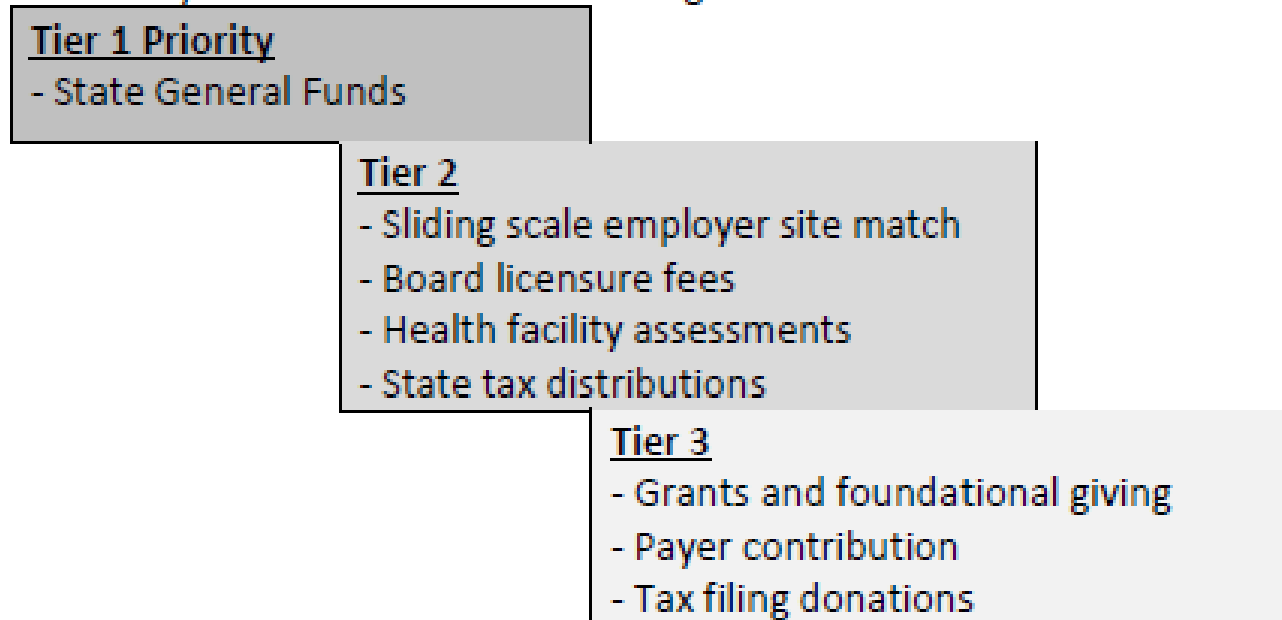 Tier 1 Priority
- State General Funds
Tier 2
- Sliding scale employer site match
- Board licensure fees
- Health facility assessments
- State tax distributions
Tier 3
- Grants and foundational giving
- Payer contribution
- Tax filing donations